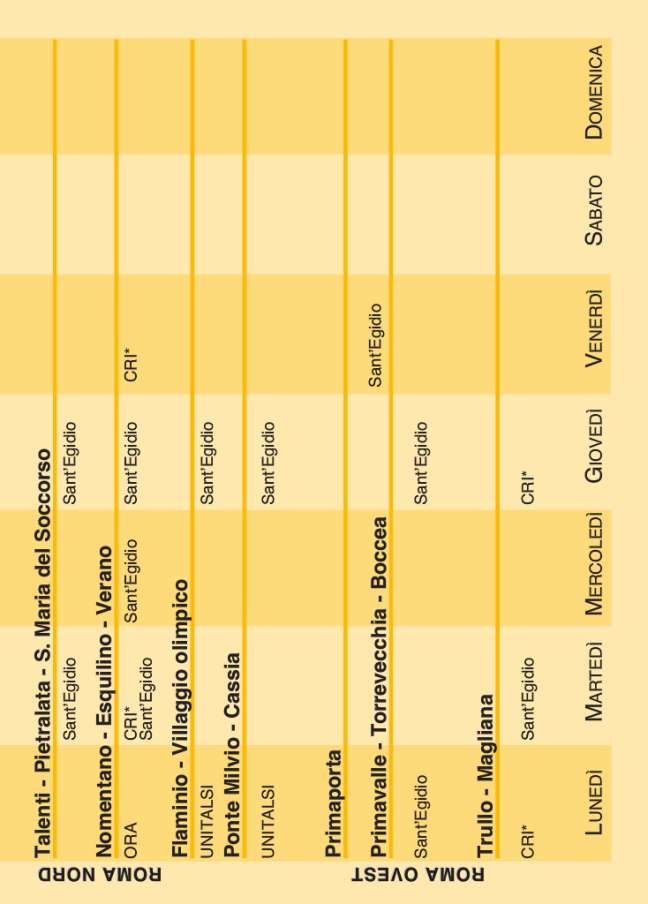 ROMA NORD
Talenti - Pietralata - S. Maria del Soccorso
Sant'Egidio Sant'Egidio
Nomentano - Esquilino - Verano
ORA CRI* Sant'Egidio Sant'Egidio CRI*
Sant'Egidio
Flaminio - Villaggio olimpico
UNITALSI Sant'Egidio
Ponte Milvio - Cassia
UNITALSI Sant'Egidio
ROMA OVEST
Primaporta
Sant'Egidio
Primavalle - Torrevecchia - Boccea
Sant'Egidio Sant'Egidio
Trullo - Magliana
CRI* Sant'Egidio CRI*
LUNEDÌ MARTEDÌ MERCOLEDÌ GIOVEDÌ VENERDÌ SABATO DOMENICA